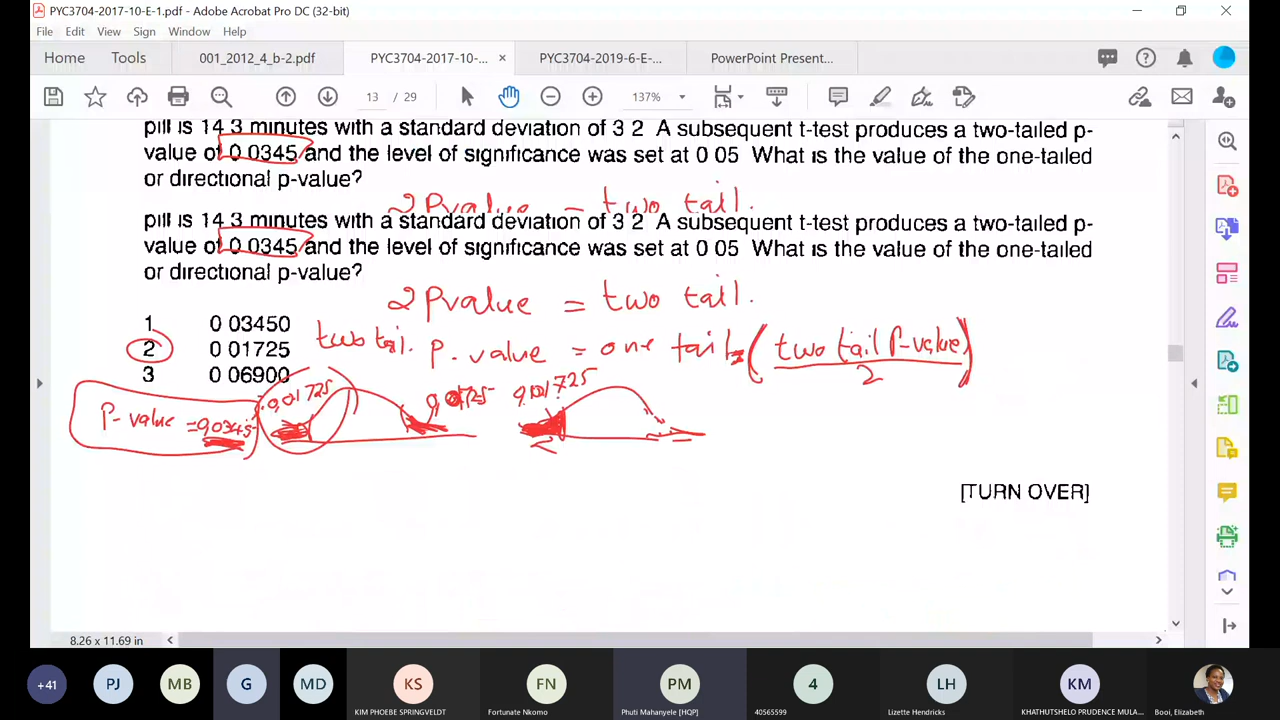 PYC3704-2017-10-E-1.pdf - Adobe Acrobat Pro DC (32-bit)
File Edit View Sign Window Help
Home Tools 001_2012_4_b-2.pdf PYC3704-2017-10-... × PYC3704-2019-6-E-... PowerPoint Present...
13 / 29 137%
pill is 14 3 minutes with a standard deviation of 3 2 A subsequent t-test produces a two-tailed p-
value of 0 0345 and the level of significance was set at 0 05 What is the value of the one-tailed
or directional p-value?
2 Pvalue = two tail.
pill is 14 3 minutes with a standard deviation of 3 2 A subsequent t-test produces a two-tailed p-
value of 0 0345 and the level of significance was set at 0 05 What is the value of the one-tailed
or directional p-value?
2 Pvalue = two tail.
1 0 03450
2 0 01725 two tail. P. value = one tail = (two tail P-value)
2
3 0 06900
P-value = 0,0345 0.01725 0,01725
[TURN OVER]
8.26 x 11.69 in
+41 PJ MB G MD KS FN PM 4 LH KM
KIM PHOEBE SPRINGVELDT Fortunate Nkomo Phuti Mahanyele [HQP] 40565599 Lizette Hendricks KHATHUTSHELO PRUDENCE MULA... Booi, Elizabeth